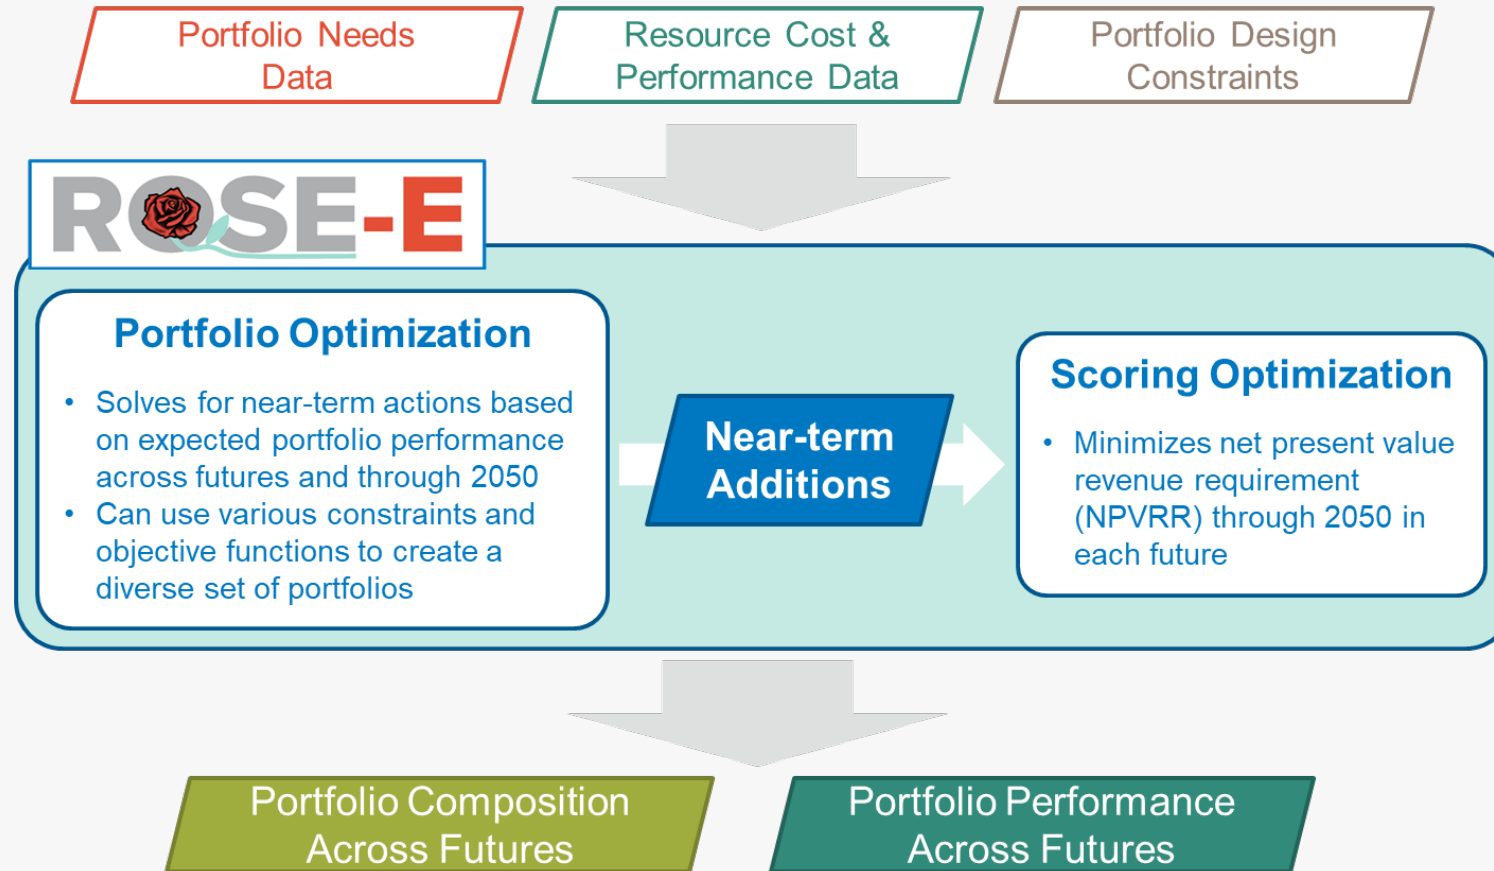 Portfolio Needs
Data
Resource Cost &
Performance Data
Portfolio Design
Constraints
ROSE-E
Portfolio Optimization
• Solves for near-term actions based
on expected portfolio performance
across futures and through 2050
• Can use various constraints and
objective functions to create a
diverse set of portfolios
Near-term
Additions
Scoring Optimization
• Minimizes net present value
revenue requirement
(NPVRR) through 2050 in
each future
Portfolio Composition
Across Futures
Portfolio Performance
Across Futures